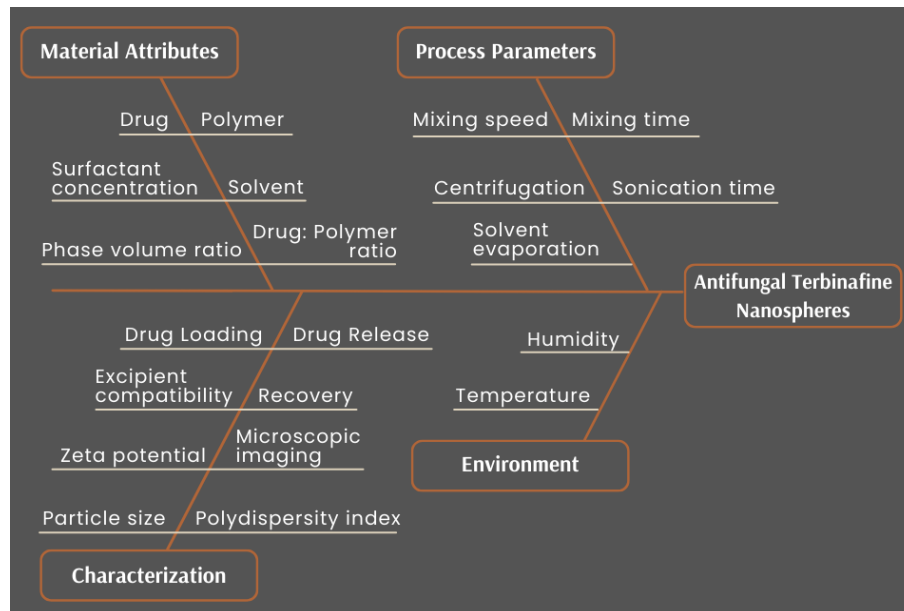 Material Attributes
Process Parameters
Drug
Polymer
Mixing speed
Mixing time
Surfactant
concentration
Solvent
Centrifugation
Sonication time
Phase volume ratio
Drug: Polymer
ratio
Solvent
evaporation
Antifungal Terbinafine
Nanospheres
Drug Loading
Drug Release
Humidity
Excipient
compatibility
Recovery
Temperature
Zeta potential
Microscopic
imaging
Environment
Particle size
Polydispersity index
Characterization